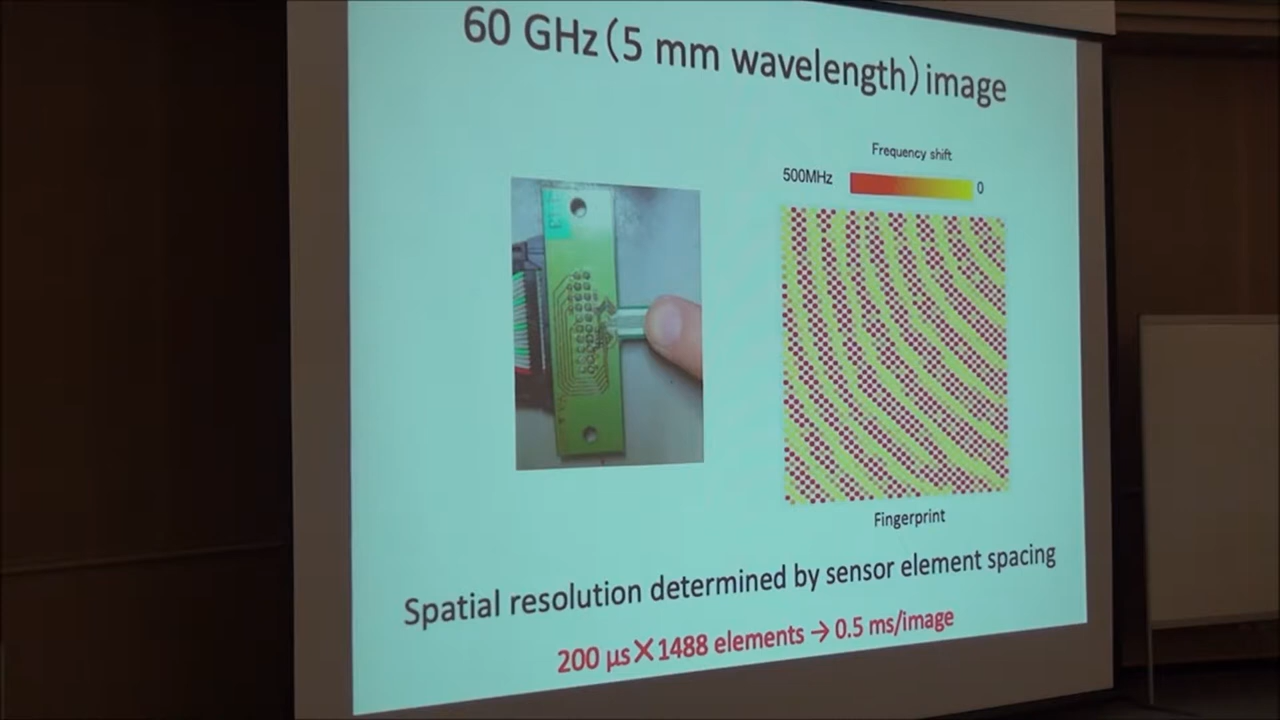 60 GHz (5 mm wavelength) image
Frequency shift
500MHz
0
Fingerprint
Spatial resolution determined by sensor element spacing
200 μs✕1488 elements → 0.5 ms/image